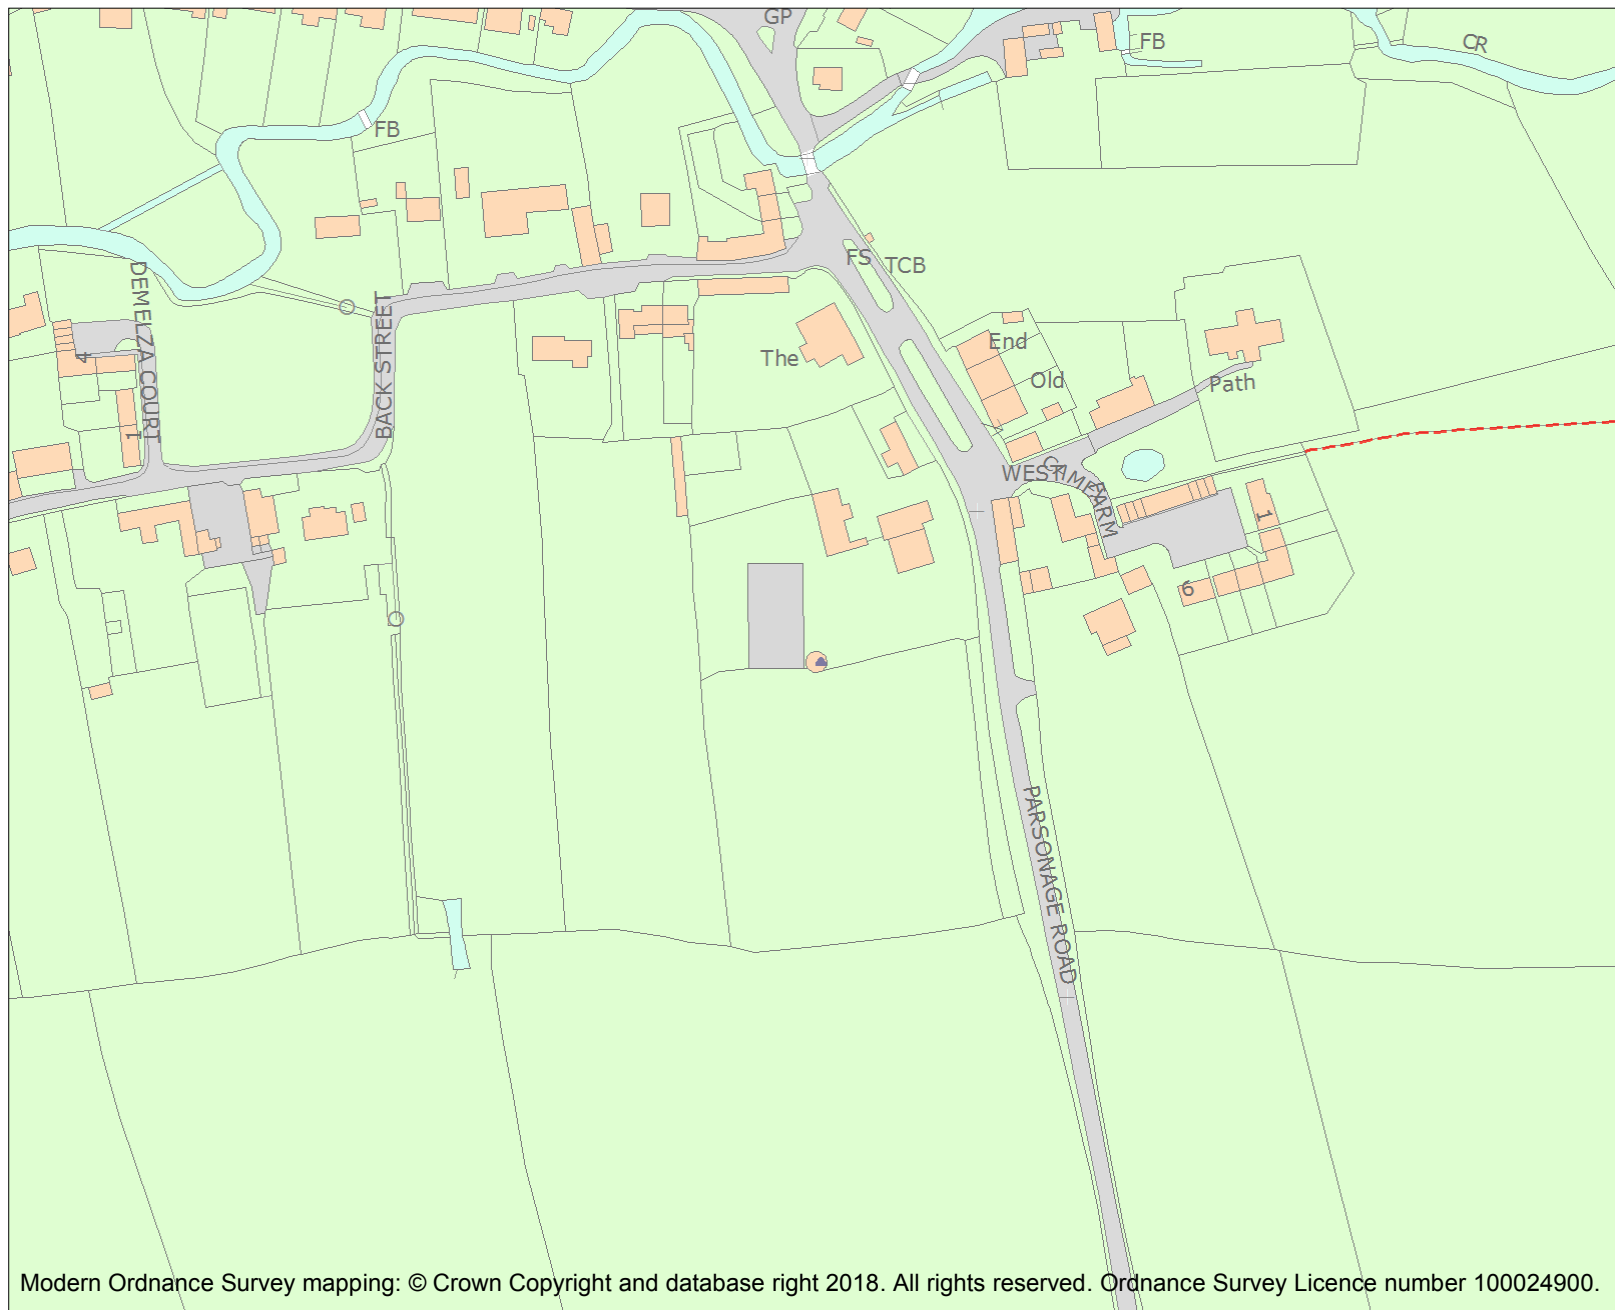 GP
FB
CR
FB
FS
TCB
DEMELZA COURT
BACK STREET
End
The
4
Old
Path
1
WEST
FARM
1
6
PARSONAGE ROAD
Modern Ordnance Survey mapping: © Crown Copyright and database right 2018. All rights reserved. Ordnance Survey Licence number 100024900.